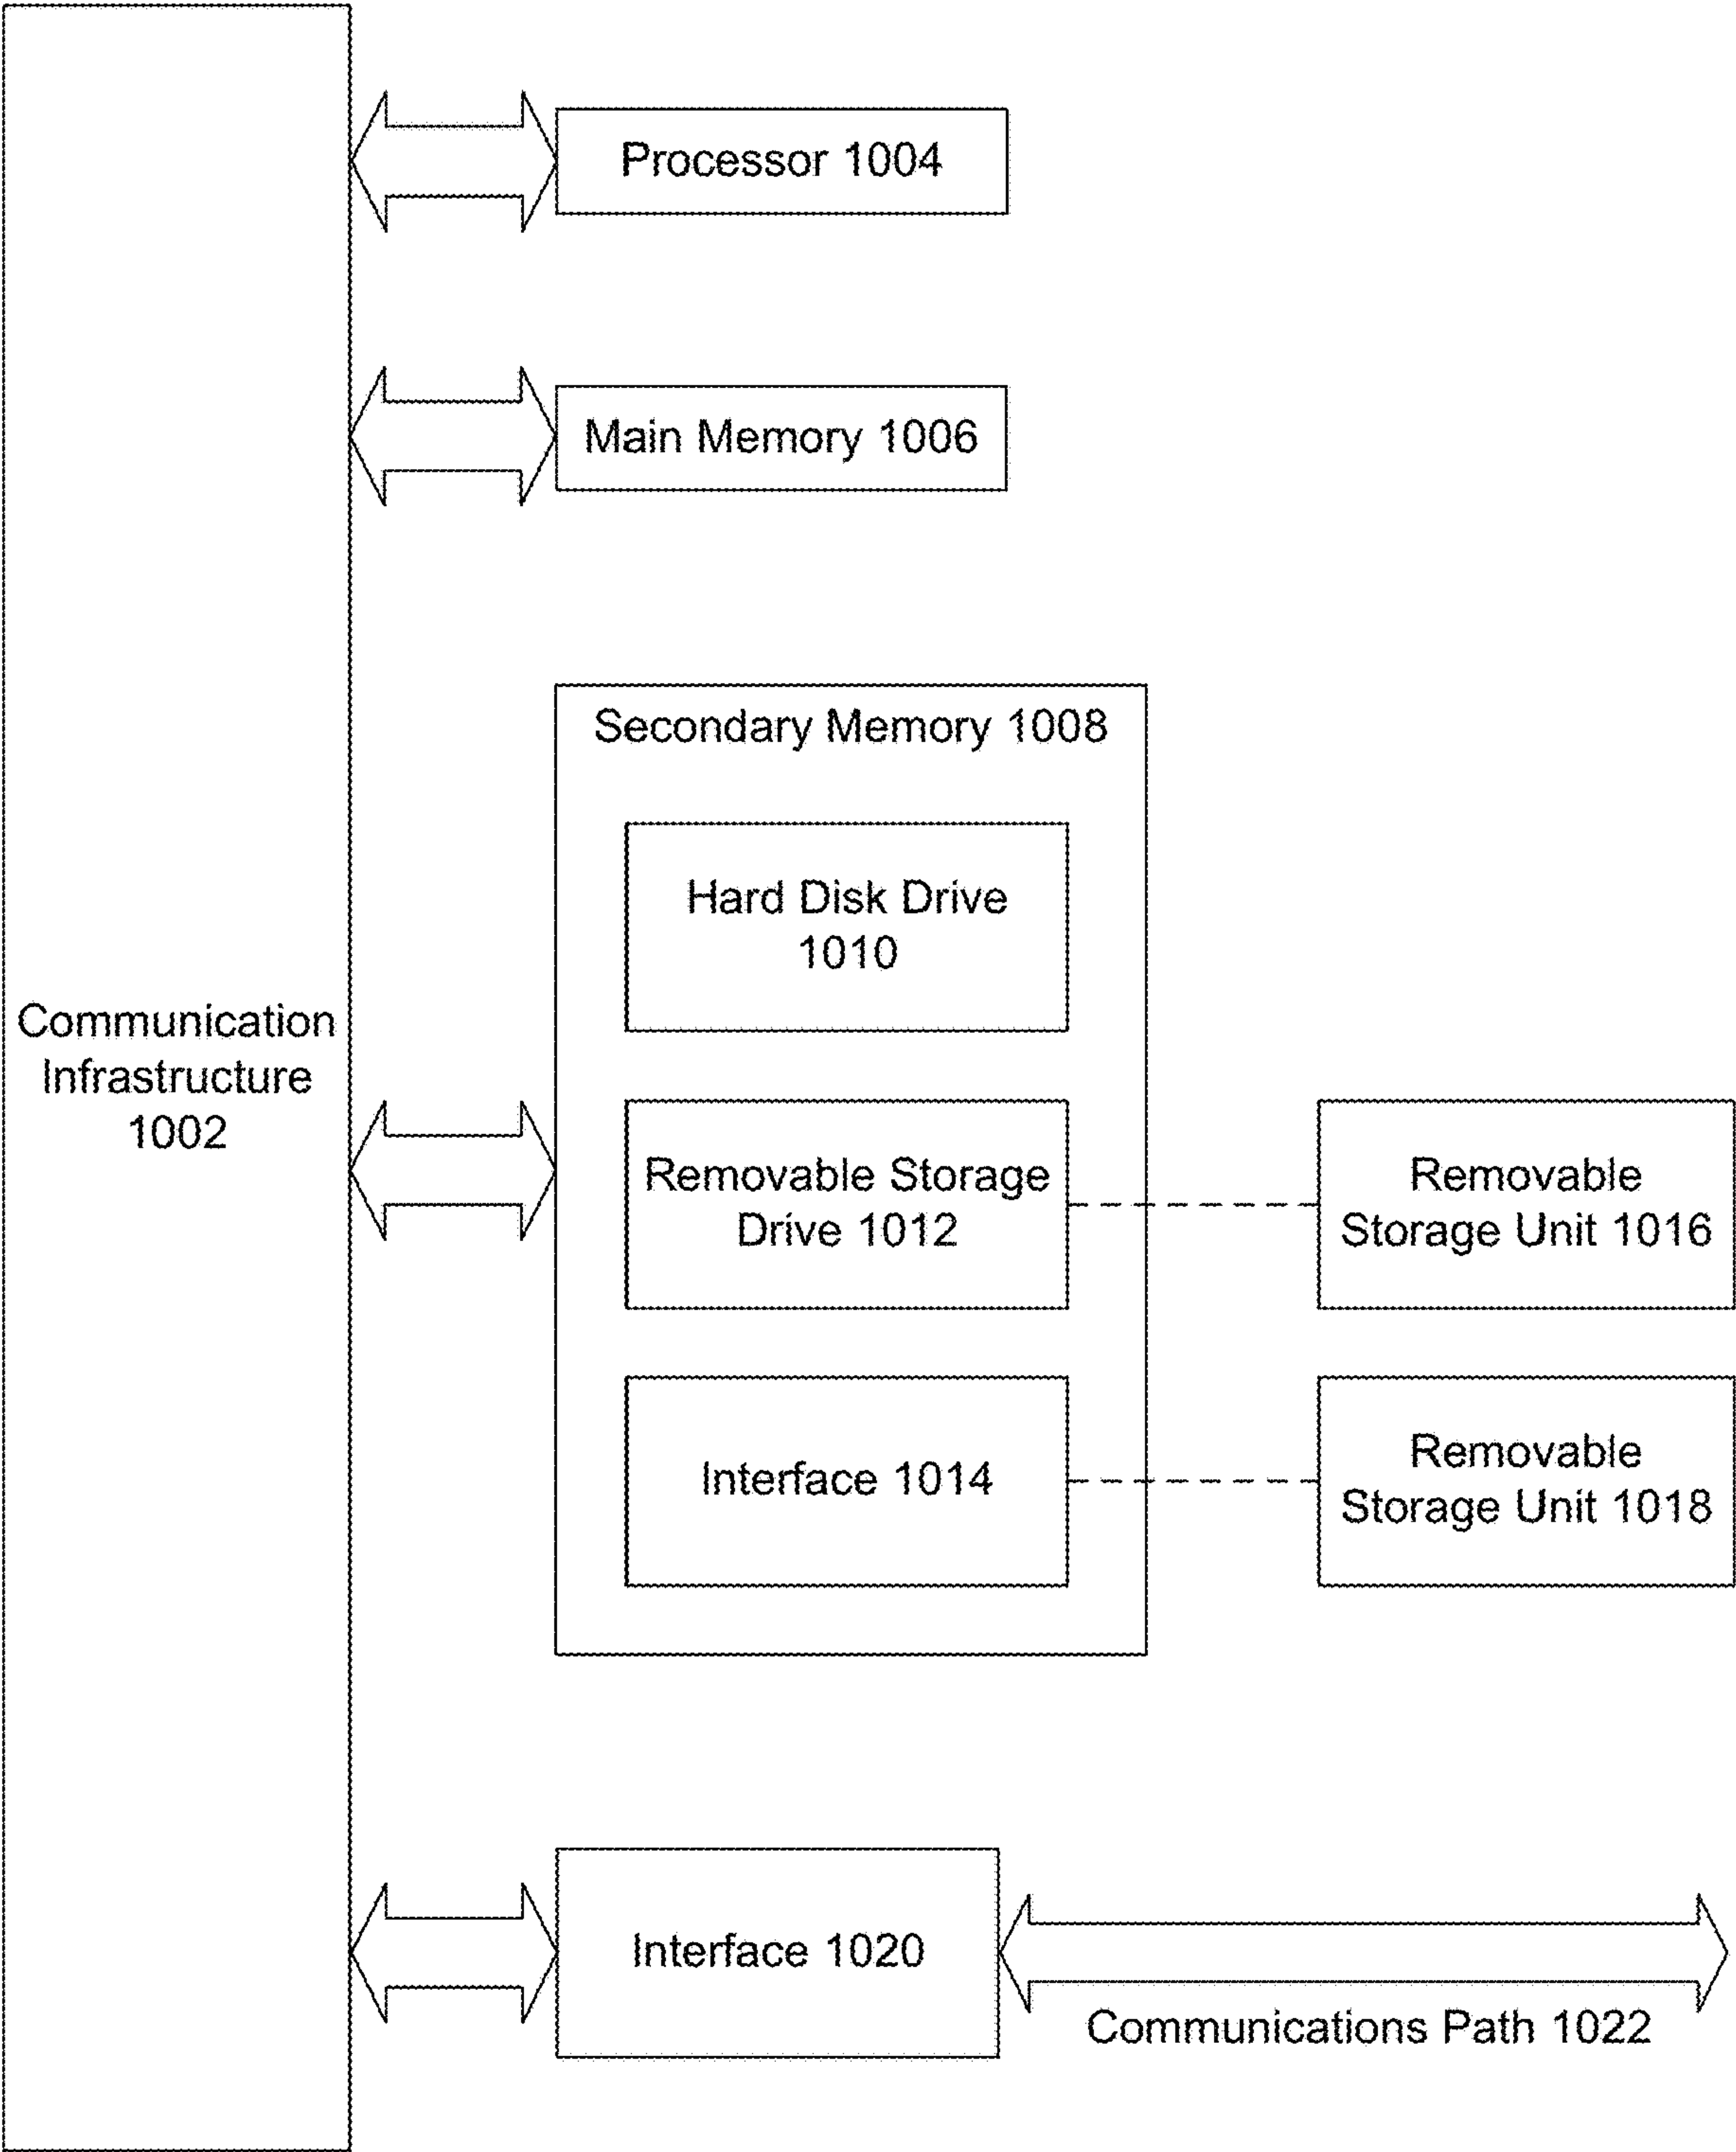 Processor 1004
Main Memory 1006
Secondary Memory 1008
Hard Disk Drive
1010
Communication
Infrastructure
1002
Removable Storage
Drive 1012
Removable
Storage Unit 1016
Interface 1014
Removable
Storage Unit 1018
Interface 1020
Communications Path 1022